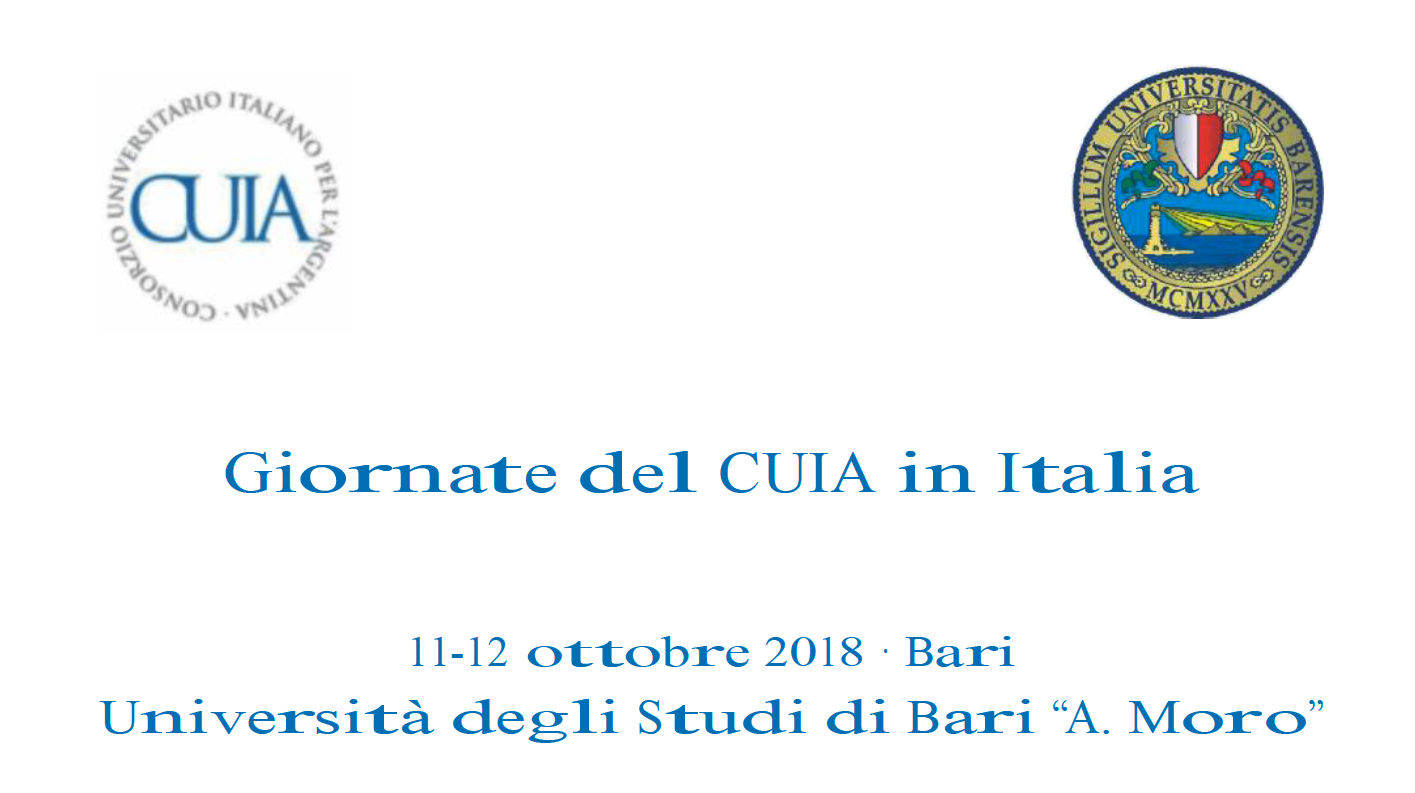 CONSORZIO UNIVERSITARIO ITALIANO PER L'ARGENTINA ·
CUIA
SIGILLUM UNIVERSITATIS BARENSIS
MCMXXV
Giornate del CUIA in Italia
11-12 ottobre 2018 · Bari
Università degli Studi di Bari “A. Moro”